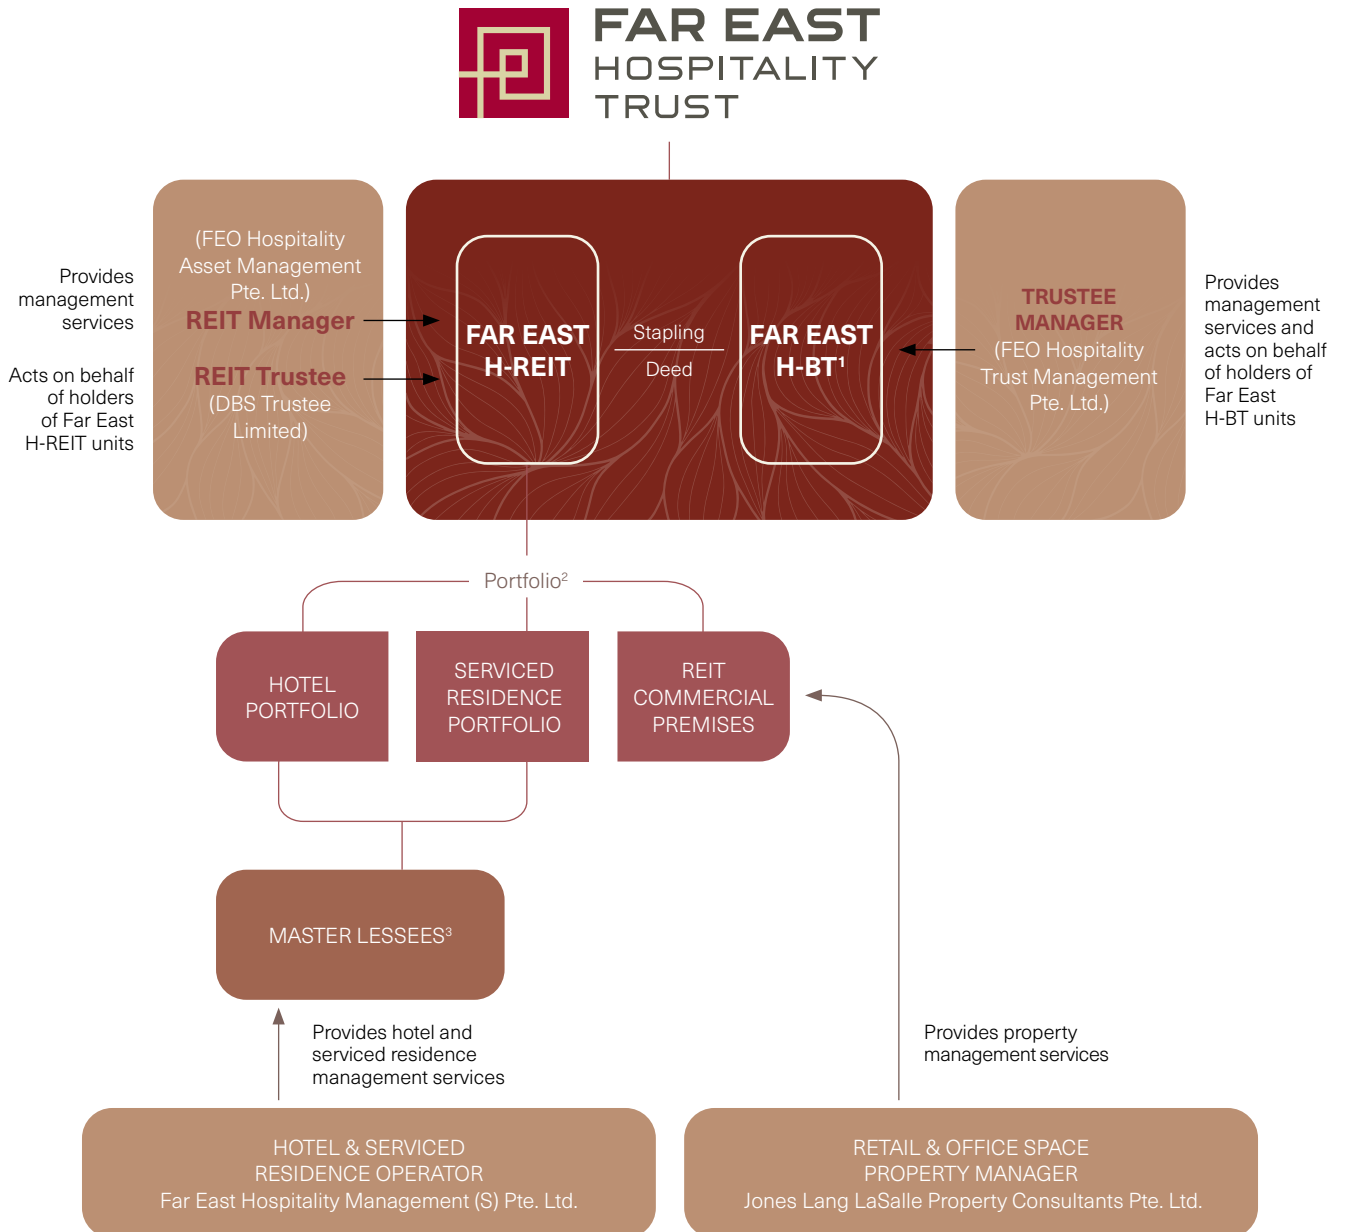 FAR EAST
HOSPITALITY
TRUST
Provides
management
services
Acts on behalf
of holders
of Far East
H-REIT units
(FEO Hospitality
Asset Management
Pte. Ltd.)
REIT Manager
REIT Trustee
(DBS Trustee
Limited)
FAR EAST
H-REIT
Stapling
Deed
FAR EAST
H-BT¹
TRUSTEE
MANAGER
(FEO Hospitality
Trust Management
Pte. Ltd.)
Provides
management
services and
acts on behalf
of holders of
Far East
H-BT units
Portfolio²
HOTEL
PORTFOLIO
SERVICED
RESIDENCE
PORTFOLIO
REIT
COMMERCIAL
PREMISES
MASTER LESSEES³
Provides hotel and
serviced residence
management services
Provides property
management services
HOTEL & SERVICED
RESIDENCE OPERATOR
Far East Hospitality Management (S) Pte. Ltd.
RETAIL & OFFICE SPACE
PROPERTY MANAGER
Jones Lang LaSalle Property Consultants Pte. Ltd.